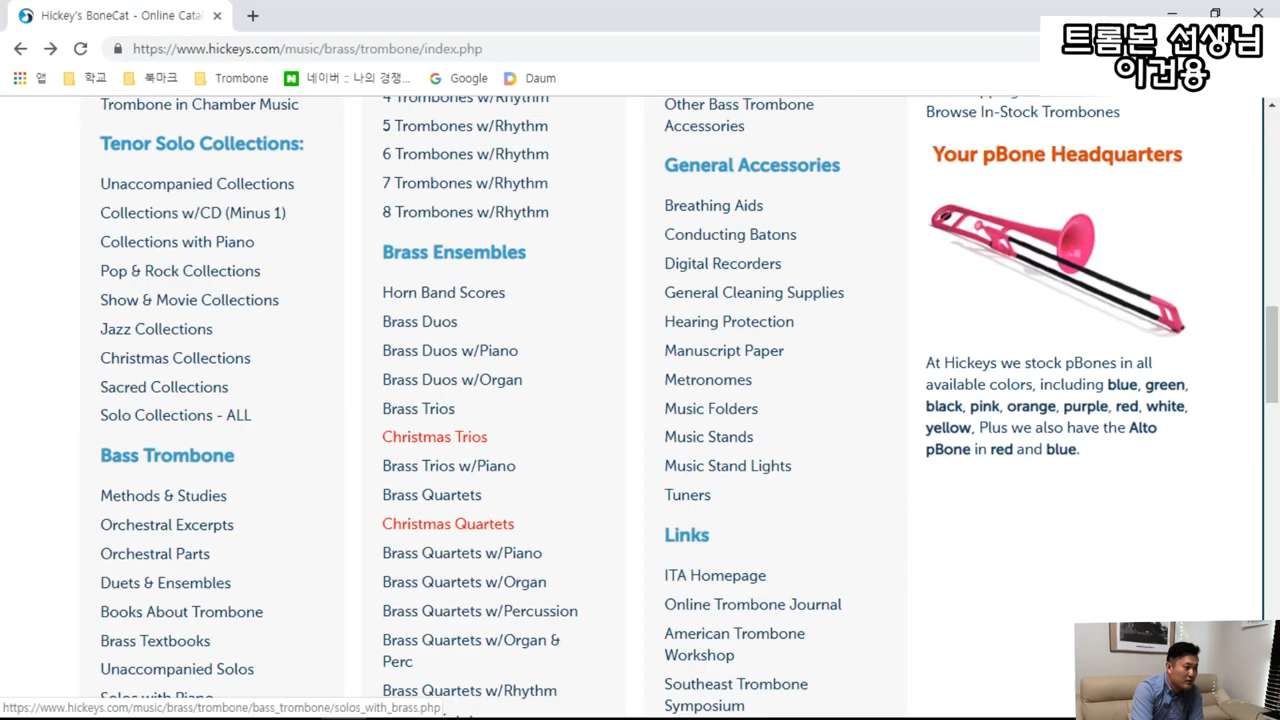 Hickey's BoneCat - Online Cata
https://www.hickeys.com/music/brass/trombone/index.php
트롬본 선생님
이건용
앱
학교
북마크
Trombone
네이버 :: 나의 경쟁...
Google
Daum
Trombone in Chamber Music
Tenor Solo Collections:
Unaccompanied Collections
Collections w/CD (Minus 1)
Collections with Piano
Pop & Rock Collections
Show & Movie Collections
Jazz Collections
Christmas Collections
Sacred Collections
Solo Collections - ALL
Bass Trombone
Methods & Studies
Orchestral Excerpts
Orchestral Parts
Duets & Ensembles
Books About Trombone
Brass Textbooks
Unaccompanied Solos
Solos with Piano
4 Trombones w/Rhythm
5 Trombones w/Rhythm
6 Trombones w/Rhythm
7 Trombones w/Rhythm
8 Trombones w/Rhythm
Brass Ensembles
Horn Band Scores
Brass Duos
Brass Duos w/Piano
Brass Duos w/Organ
Brass Trios
Christmas Trios
Brass Trios w/Piano
Brass Quartets
Christmas Quartets
Brass Quartets w/Piano
Brass Quartets w/Organ
Brass Quartets w/Percussion
Brass Quartets w/Organ &
Perc
Brass Quartets w/Rhythm
Other Bass Trombone
Accessories
General Accessories
Breathing Aids
Conducting Batons
Digital Recorders
General Cleaning Supplies
Hearing Protection
Manuscript Paper
Metronomes
Music Folders
Music Stands
Music Stand Lights
Tuners
Links
ITA Homepage
Online Trombone Journal
American Trombone
Workshop
Southeast Trombone
Symposium
Browse In-Stock Trombones
Your pBone Headquarters
At Hickeys we stock pBones in all
available colors, including blue, green,
black, pink, orange, purple, red, white,
yellow, Plus we also have the Alto
pBone in red and blue.
https://www.hickeys.com/music/brass/trombone/bass_trombone/solos_with_brass.php